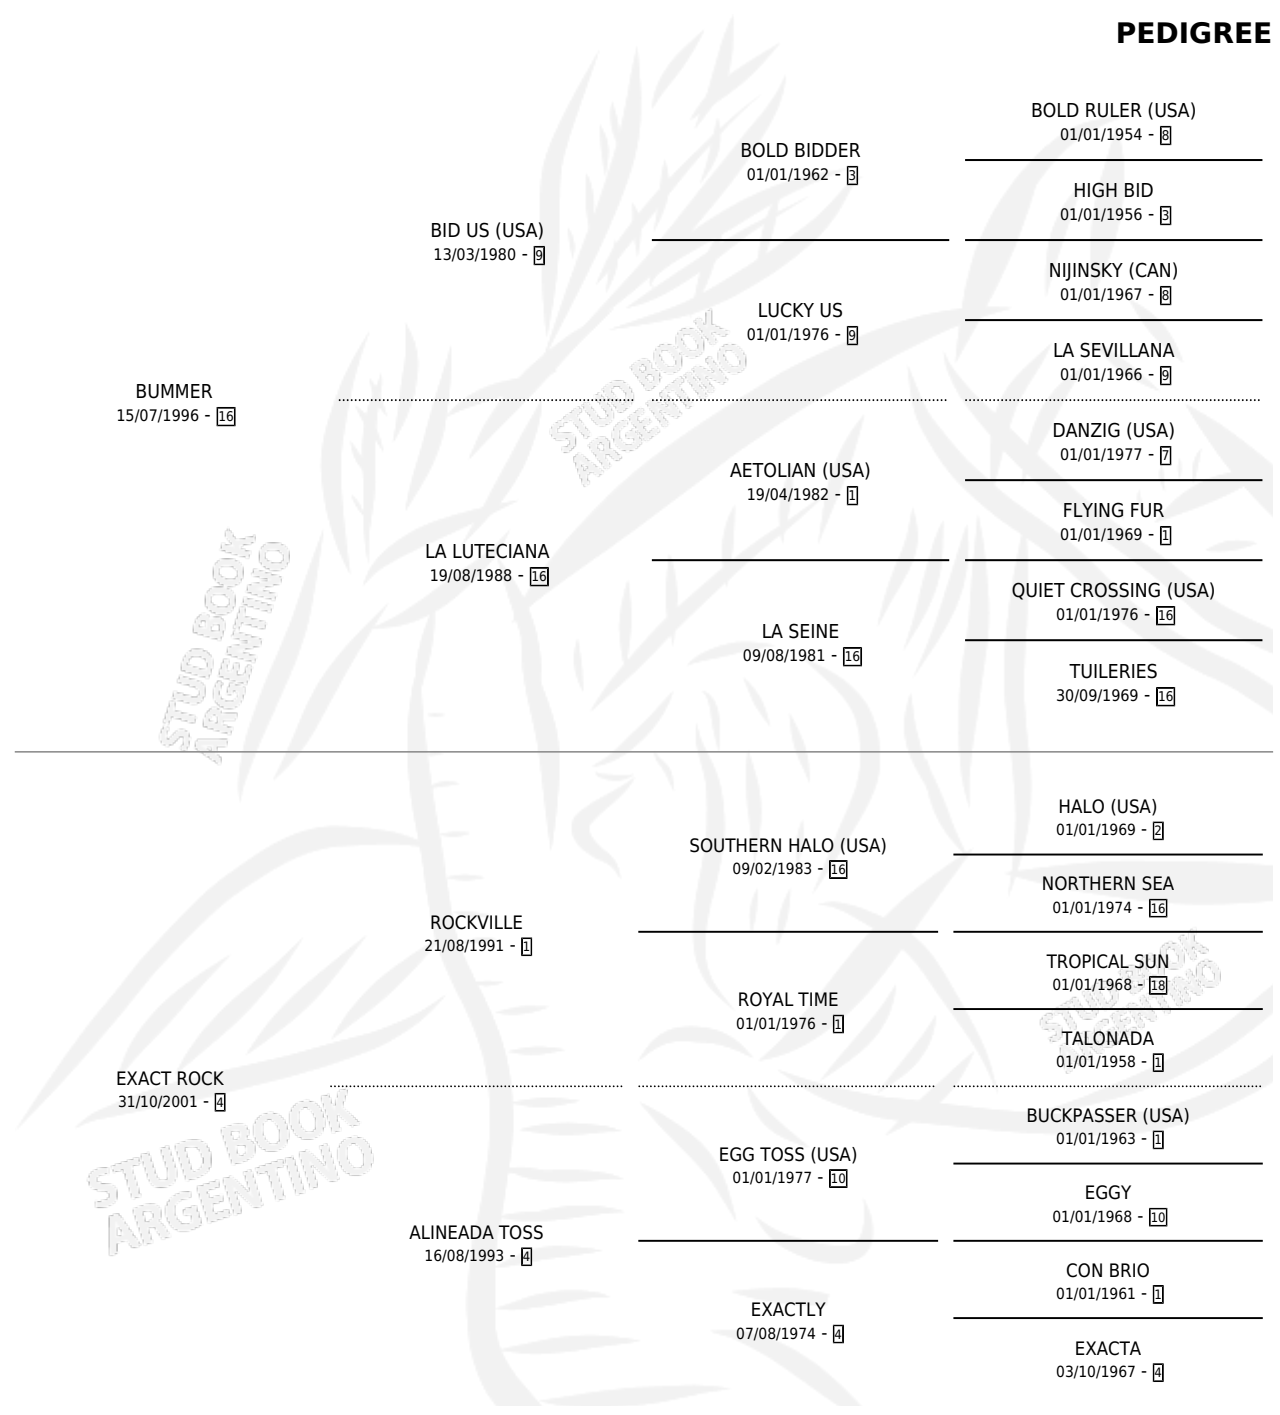 PEDIGREE
BOLD RULER (USA)
01/01/1954 - 8
BOLD BIDDER
01/01/1962 - 3
HIGH BID
01/01/1956 - 3
BID US (USA)
13/03/1980 - 9
NIJINSKY (CAN)
01/01/1967 - 8
LUCKY US
01/01/1976 - 9
LA SEVILLANA
01/01/1966 - 9
BUMMER
15/07/1996 - 16
DANZIG (USA)
01/01/1977 - 7
AETOLIAN (USA)
19/04/1982 - 1
FLYING FUR
01/01/1969 - 1
LA LUTECIANA
19/08/1988 - 16
QUIET CROSSING (USA)
01/01/1976 - 16
LA SEINE
09/08/1981 - 16
TUILERIES
30/09/1969 - 16
HALO (USA)
01/01/1969 - 2
SOUTHERN HALO (USA)
09/02/1983 - 16
NORTHERN SEA
01/01/1974 - 16
ROCKVILLE
21/08/1991 - 1
TROPICAL SUN
01/01/1968 - 18
ROYAL TIME
01/01/1976 - 1
TALONADA
01/01/1958 - 1
EXACT ROCK
31/10/2001 - 4
BUCKPASSER (USA)
01/01/1963 - 1
EGG TOSS (USA)
01/01/1977 - 10
EGGY
01/01/1968 - 10
ALINEADA TOSS
16/08/1993 - 4
CON BRIO
01/01/1961 - 1
EXACTLY
07/08/1974 - 4
EXACTA
03/10/1967 - 4
STUD BOOK
ARGENTINO
STUD BOOK
ARGENTINO
STUD BOOK
ARGENTINO
STUD BOOK
ARGENTINO